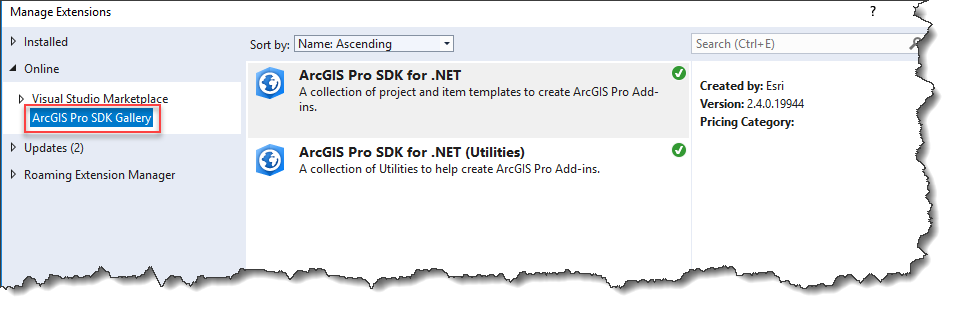 Manage Extensions
?
Installed
Online
Visual Studio Marketplace
ArcGIS Pro SDK Gallery
Updates (2)
Roaming Extension Manager
Sort by: Name: Ascending
ArcGIS Pro SDK for .NET
A collection of project and item templates to create ArcGIS Pro Add-
ins.
ArcGIS Pro SDK for .NET (Utilities)
A collection of Utilities to help create ArcGIS Pro Add-ins.
Search (Ctrl+E)
Created by: Esri
Version: 2.4.0.19944
Pricing Category: